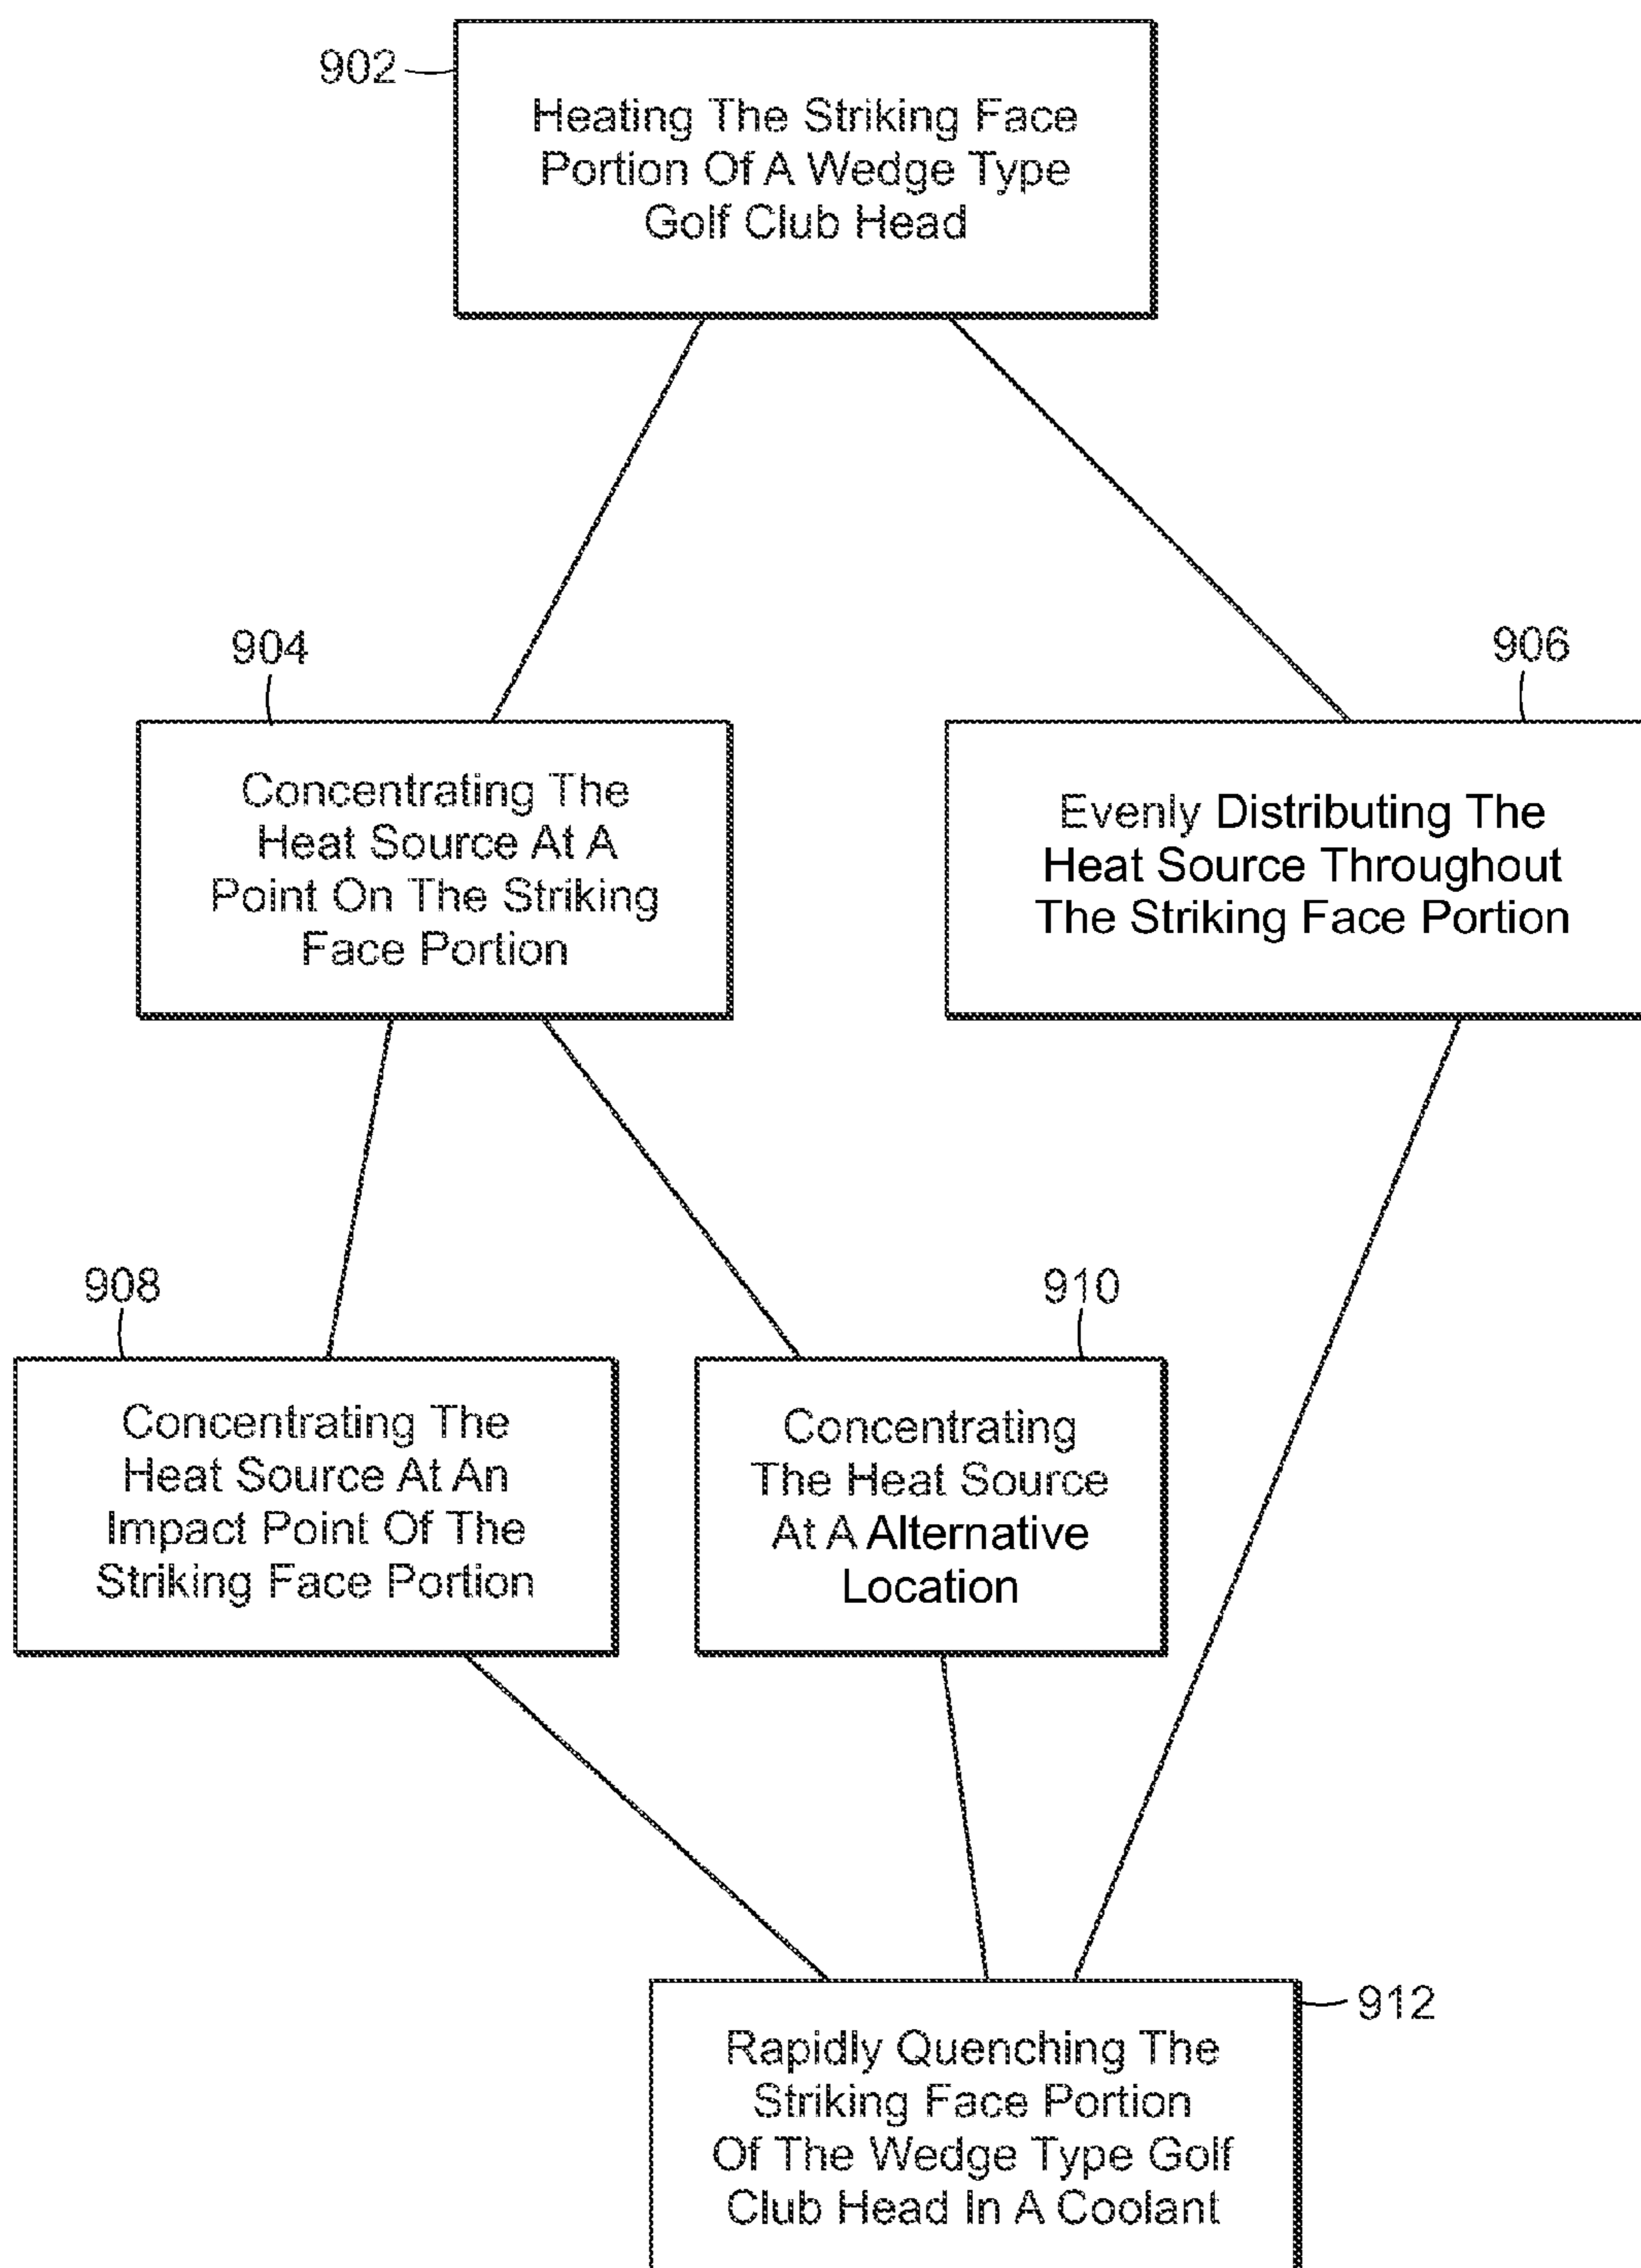 902
Heating The Striking Face
Portion Of A Wedge Type
Golf Club Head
904
906
Concentrating The
Heat Source At A
Point On The Striking
Face Portion
Evenly Distributing The
Heat Source Throughout
The Striking Face Portion
908
910
Concentrating The
Heat Source At An
Impact Point Of The
Striking Face Portion
Concentrating
The Heat Source
At A Alternative
Location
912
Rapidly Quenching The
Striking Face Portion
Of The Wedge Type Golf
Club Head In A Coolant